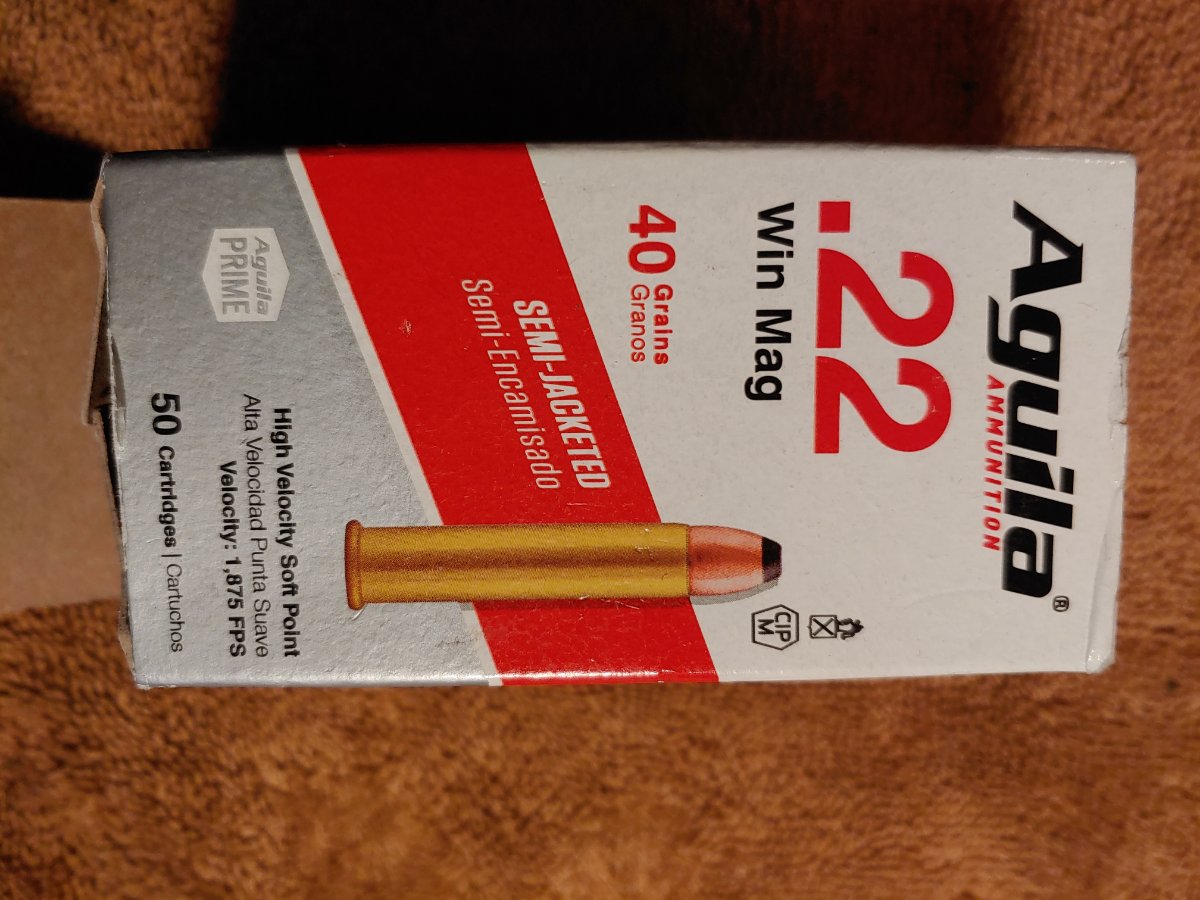 Aguila®
AMMUNITION
.22
Win Mag
40 Grains
Granos
SEMI-JACKETED
Semi-Encamisado
CIP
M
Aguila
PRIME
High Velocity Soft Point
Alta Velocidad Punta Suave
Velocity: 1,875 FPS
50 Cartridges | Cartuchos